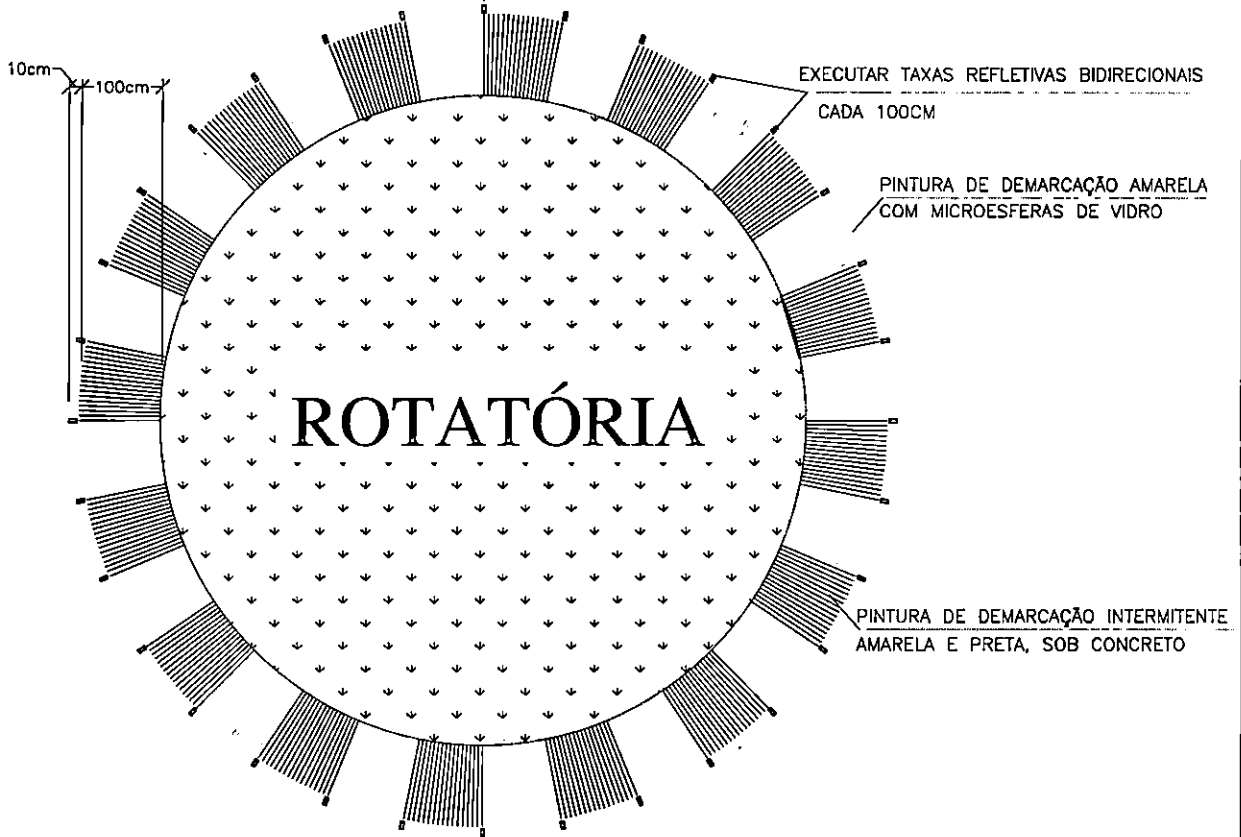 10cm
100cm
EXECUTAR TAXAS REFLETIVAS BIDIRECIONAIS
CADA 100CM
PINTURA DE DEMARCAÇÃO AMARELA
COM MICROESFERAS DE VIDRO
ROTATÓRIA
PINTURA DE DEMARCAÇÃO INTERMITENTE
AMARELA E PRETA, SOB CONCRETO